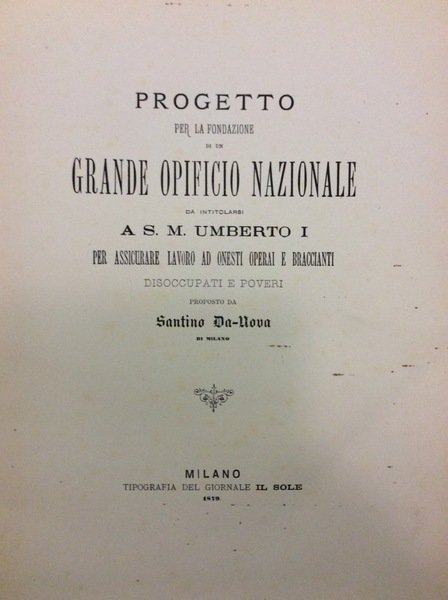 PROGETTO
PER LA FONDAZIONE
DI UN
GRANDE OPIFICIO NAZIONALE
DA INTITOLARSI
A S. M. UMBERTO I
PER ASSICURARE LAVORO AD ONESTI OPERAI E BRACCIANTI
DISOCCUPATI E POVERI
PROPOSTO DA
Santino Da-Nova
DI MILANO
MILANO
TIPOGRAFIA DEL GIORNALE IL SOLE
1879.